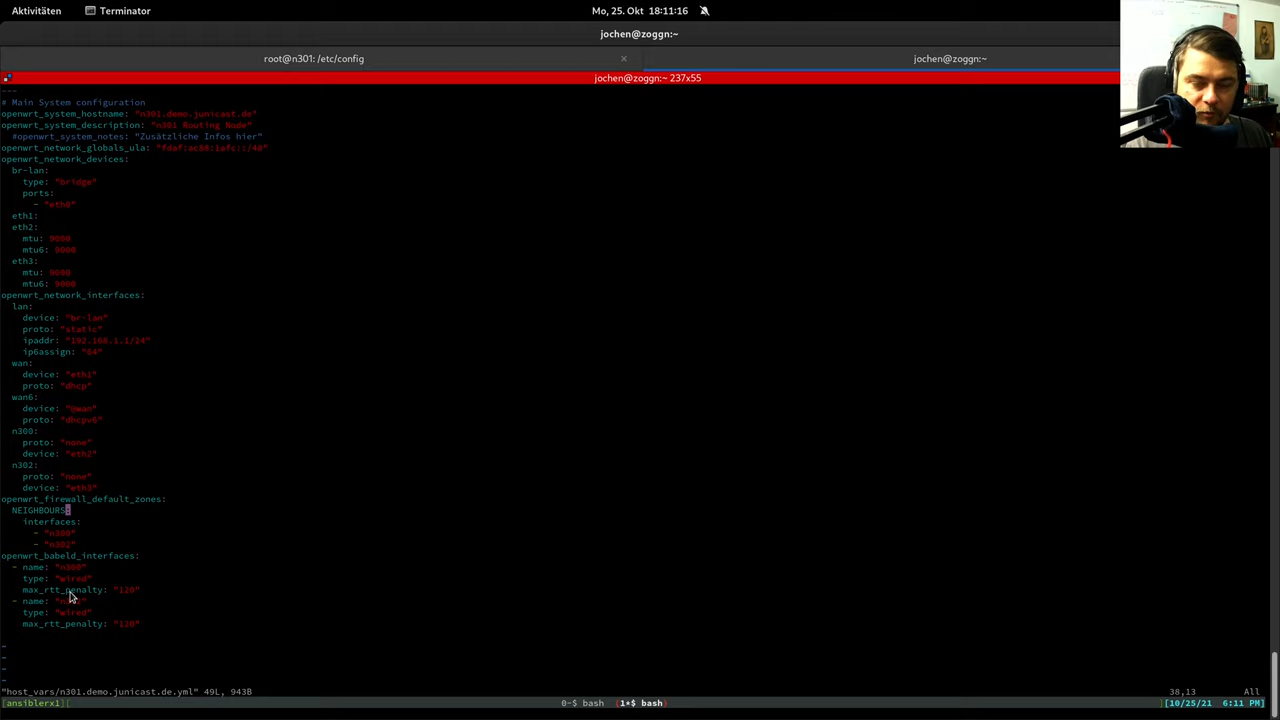 Aktivitäten Terminator Mo, 25. Okt 18:11:16
jochen@zoggn:~
root@n301: /etc/config × jochen@zoggn:~
jochen@zoggn:~ 237x55
---
# Main System configuration
openwrt_system_hostname: "n301.demo.junicast.de"
openwrt_system_description: "n301 Routing Node"
#openwrt_system_notes: "Zusätzliche Infos hier"
openwrt_network_globals_ula: "fdaf:ac88:1afc::/48"
openwrt_network_devices:
br-lan:
type: "bridge"
ports:
- "eth0"
eth1:
eth2:
mtu: 9000
mtu6: 9000
eth3:
mtu: 9000
mtu6: 9000
openwrt_network_interfaces:
lan:
device: "br-lan"
proto: "static"
ipaddr: "192.168.1.1/24"
ip6assign: "64"
wan:
device: "eth1"
proto: "dhcp"
wan6:
device: "@wan"
proto: "dhcpv6"
n300:
proto: "none"
device: "eth2"
n302:
proto: "none"
device: "eth3"
openwrt_firewall_default_zones:
NEIGHBOURS:
interfaces:
- "n300"
- "n302"
openwrt_babeld_interfaces:
- name: "n300"
type: "wired"
max_rtt_penalty: "120"
- name:
type: "wired"
max_rtt_penalty: "120"
~
~
~
~
"host_vars/n301.demo.junicast.de.yml" 49L, 943B 38,13 All
[ansiblerx1][ 0-$ bash (1*$ bash) ][10/25/21 6:11 PM]